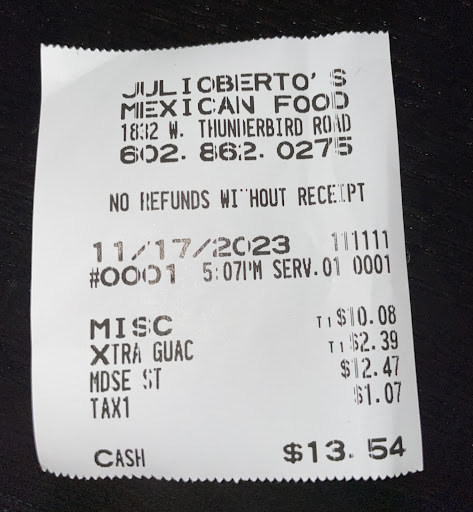 JULIOBERTO'S
MEXICAN FOOD
1832 W. THUNDERBIRD ROAD
602.862.0275
NO REFUNDS WITHOUT RECEIPT
11/17/2023 111111
#0001 5:07PM SERV.01 0001
MISC T1 $10.08
XTRA GUAC T1 $2.39
MDSE ST $12.47
TAX1 $1.07
CASH $13.54